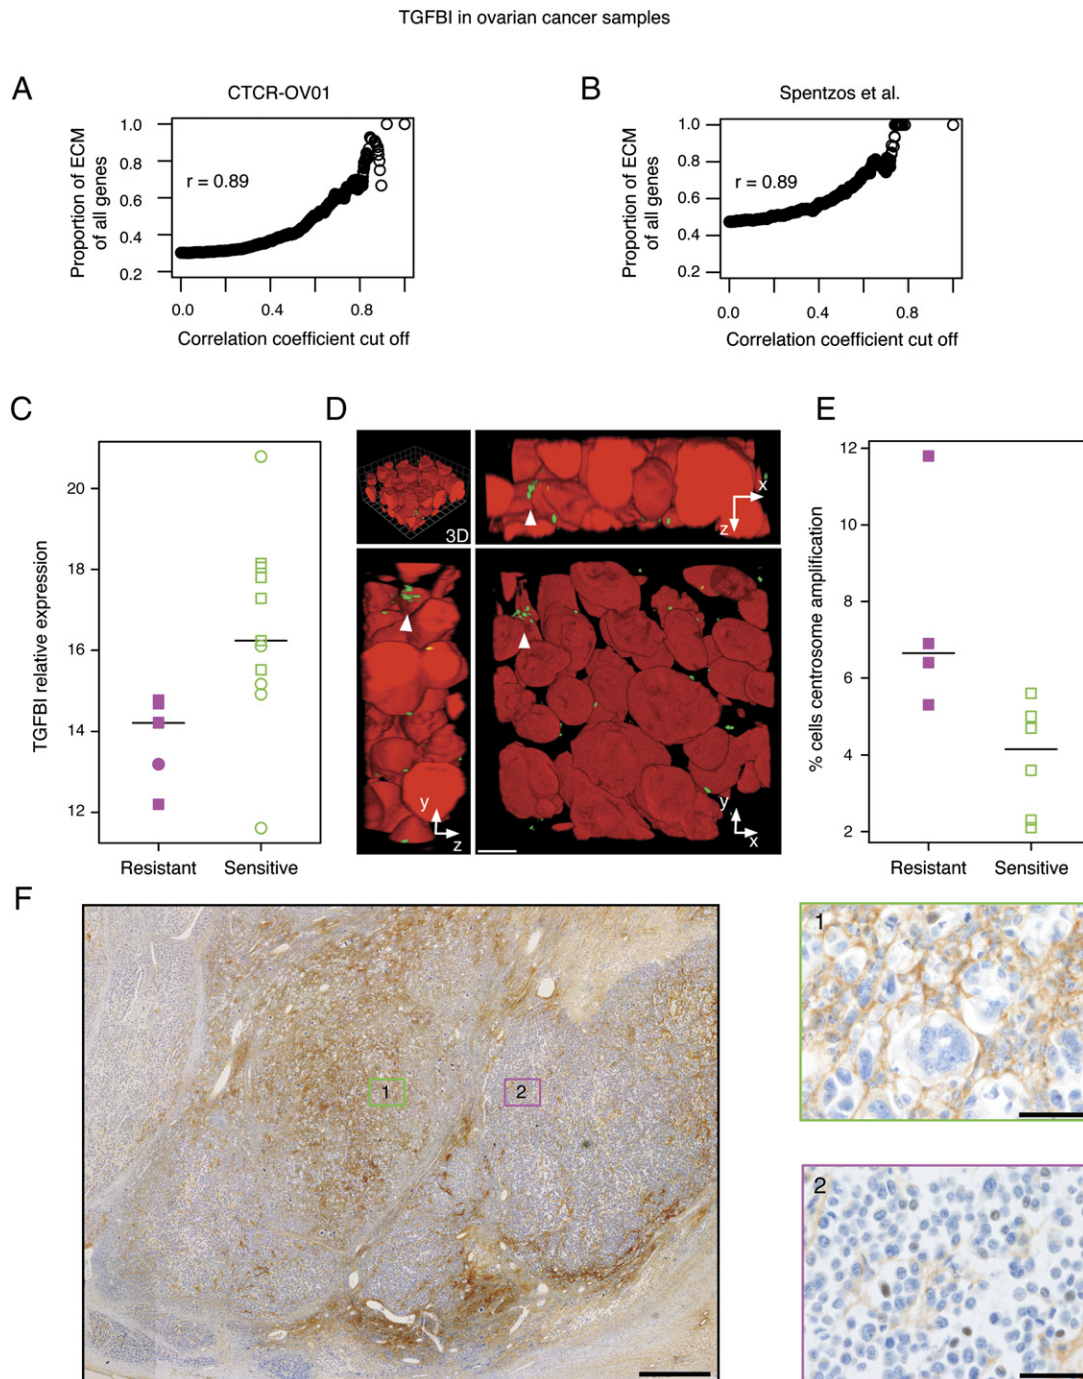 TGFBI in ovarian cancer samples
A
CTCR-OV01
Proportion of ECM
of all genes
1.0
0.8
0.6
0.4
0.2
r = 0.89
0.0
0.4
0.8
Correlation coefficient cut off
B
Spentzos et al.
Proportion of ECM
of all genes
1.0
0.8
0.6
0.4
0.2
r = 0.89
0.0
0.4
0.8
Correlation coefficient cut off
C
TGFBI relative expression
20
18
16
14
12
Resistant
Sensitive
D
3D
x
z
y
z
y
x
E
% cells centrosome amplification
12
10
8
6
4
2
Resistant
Sensitive
F
1
2
1
2